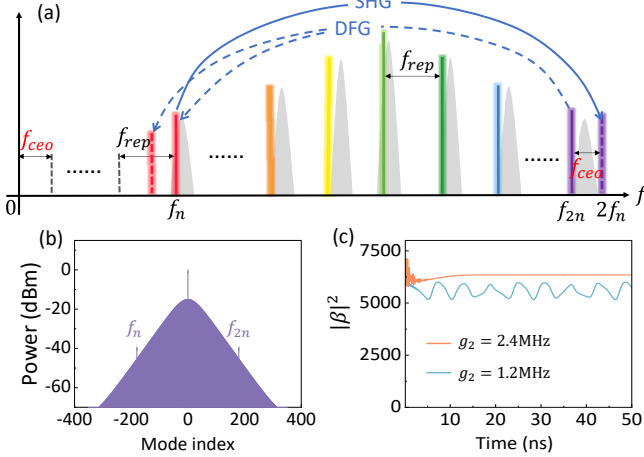 (a)
SHG
DFG
f_rep
f_ceo
f_rep
......
......
......
f_ceo
0
f_n
f_2n
2f_n
f
(b)
Power (dBm)
0
-20
-40
-60
f_n
f_2n
-400
-200
0
200
400
Mode index
(c)
|β|²
7500
5000
2500
0
g₂ = 2.4MHz
g₂ = 1.2MHz
0
10
20
30
40
50
Time (ns)